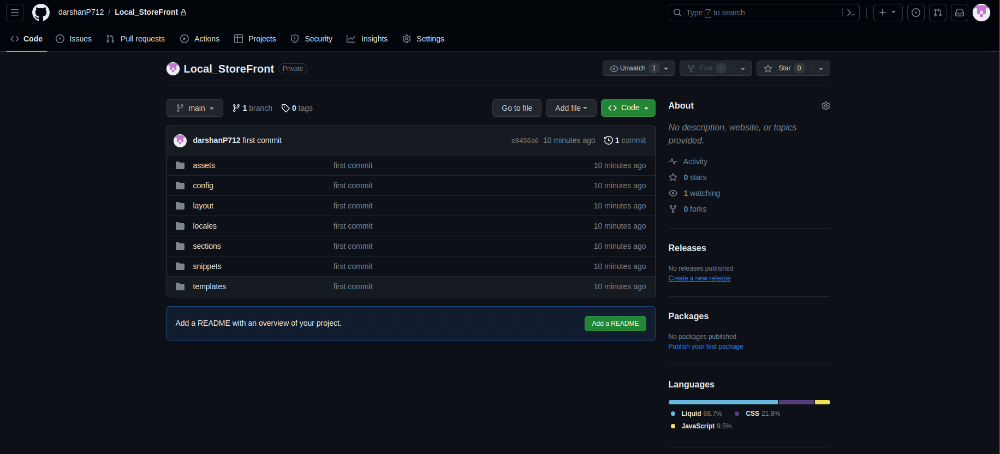 darshanP712 / Local_StoreFront
Type / to search
Code Issues Pull requests Actions Projects Security Insights Settings
Local_StoreFront Private
Unwatch 1 Fork 0 Star 0
main 1 branch 0 tags Go to file Add file Code
darshanP712 first commit e8456a6 10 minutes ago 1 commit
assets first commit 10 minutes ago
config first commit 10 minutes ago
layout first commit 10 minutes ago
locales first commit 10 minutes ago
sections first commit 10 minutes ago
snippets first commit 10 minutes ago
templates first commit 10 minutes ago
Add a README with an overview of your project. Add a README
About
No description, website, or topics
provided.
Activity
0 stars
1 watching
0 forks
Releases
No releases published
Create a new release
Packages
No packages published
Publish your first package
Languages
Liquid 68.7% CSS 21.8%
JavaScript 9.5%